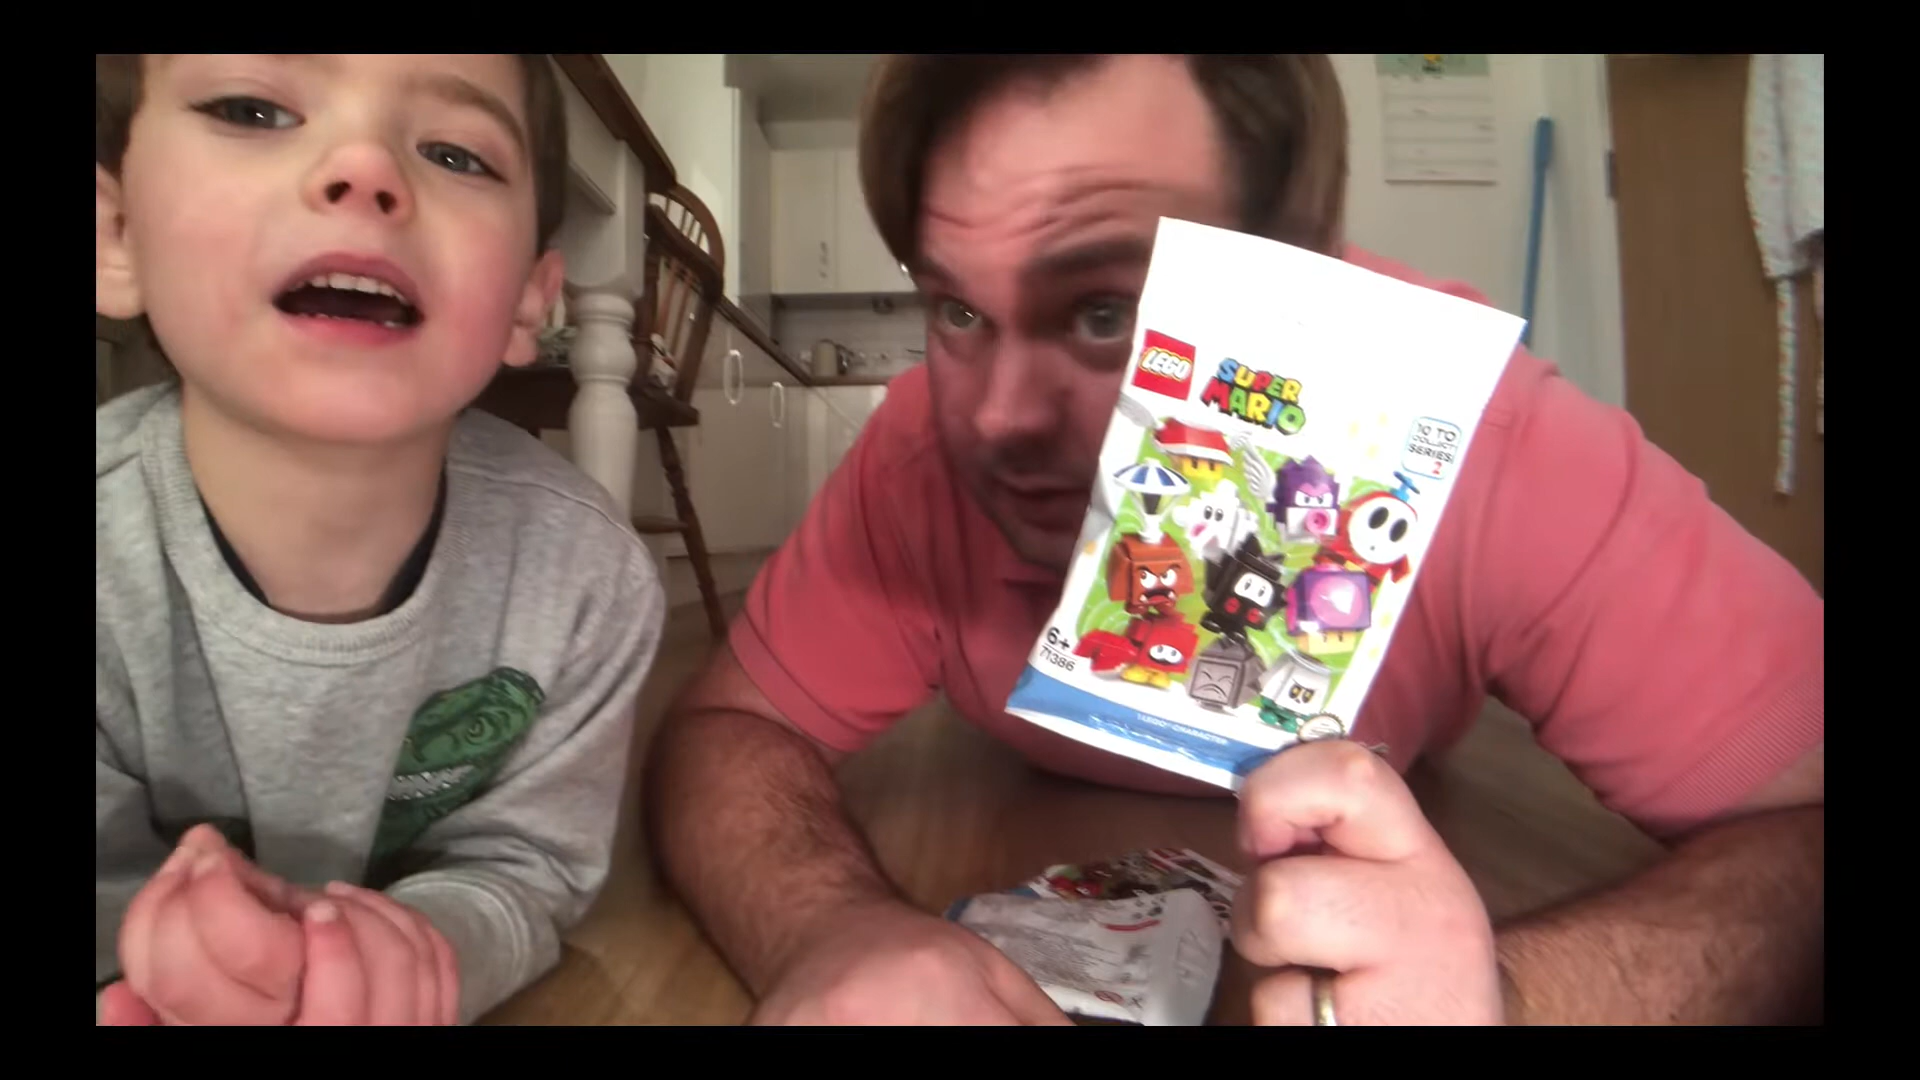 LEGO
SUPER
MARIO
10 TO
COLLECT
SERIES
2
6+
71386
LEGO® CHARACTER